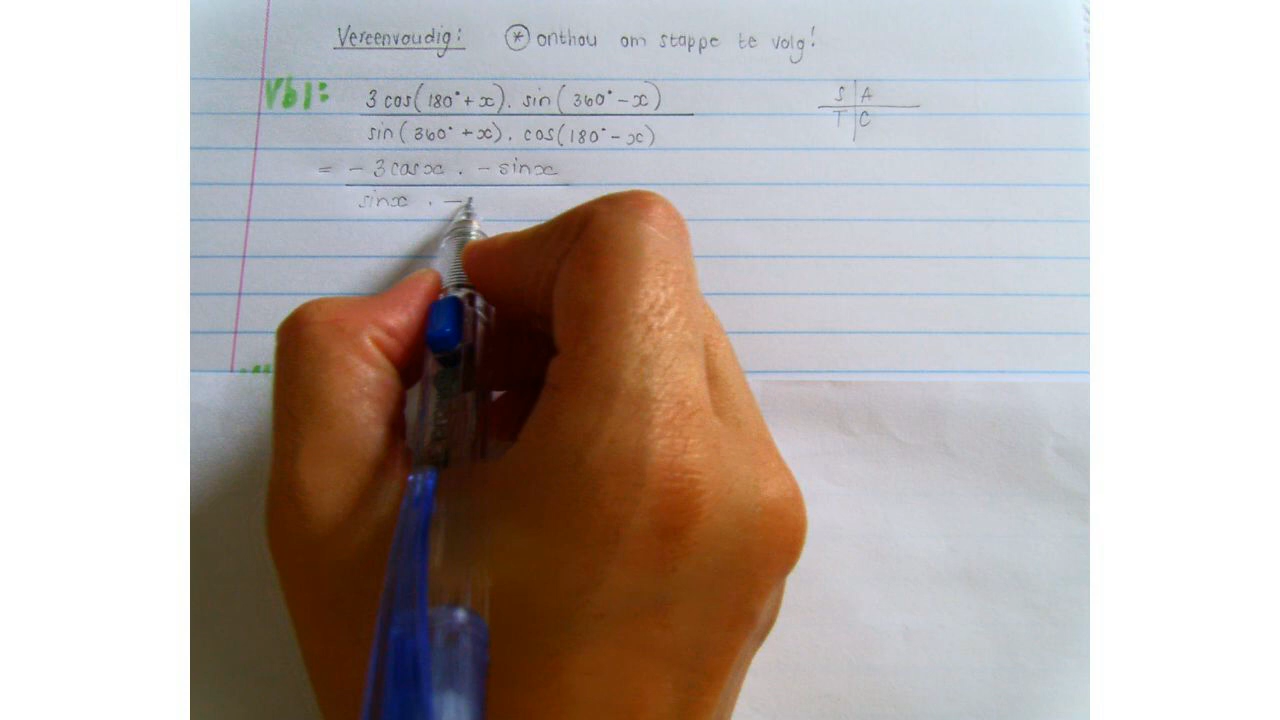 Vereenvoudig: * onthou om stappe te volg!
Vb1: 3 cos(180° + x) . sin(360° - x)
S A
sin(360° + x) . cos(180° - x)
T C
= - 3 cos x . - sin x
sin x . -